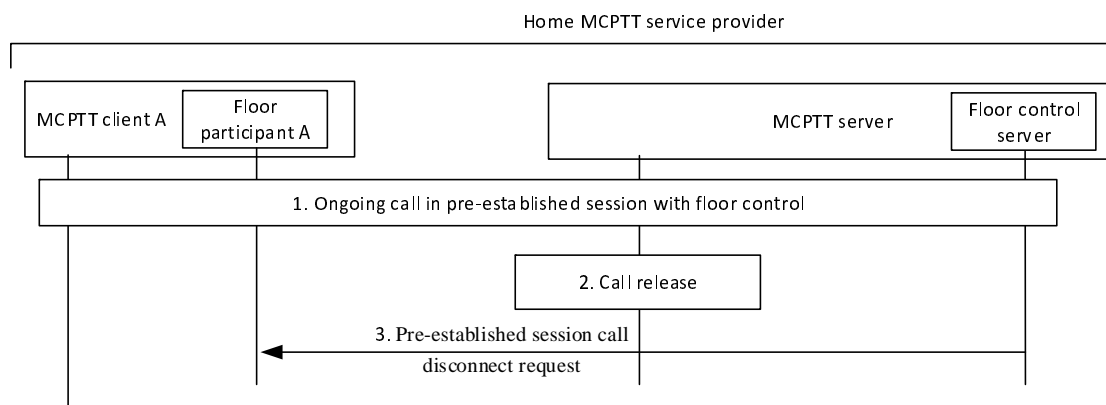 Home MCPTT service provider
MCPTT client A
Floor
participant A
MCPTT server
Floor control
server
1. Ongoing call in pre-established session with floor control
2. Call release
3. Pre-established session call
disconnect request